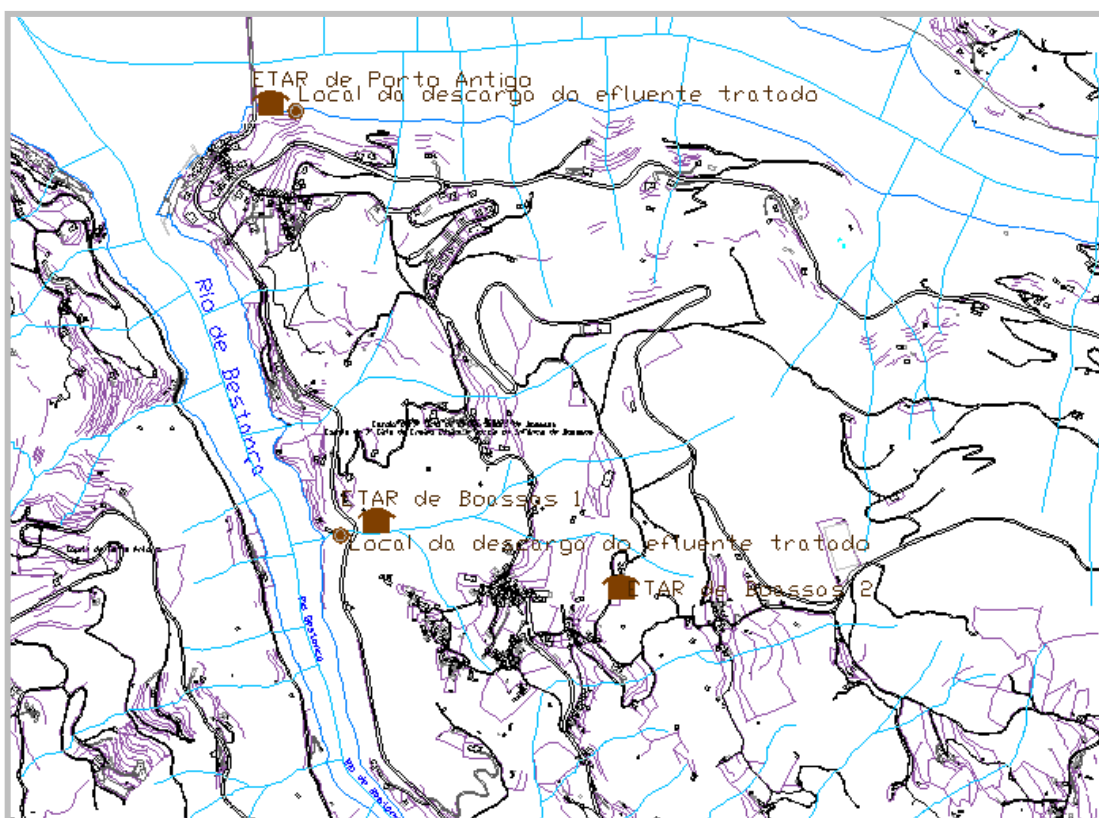 ETAR de Porto Antigo
Local da descarga do efluente tratado
Rio de Bestança
ETAR de Boassas 1
Local da descarga do efluente tratado
ETAR de Boassas 2
Rio Bestança